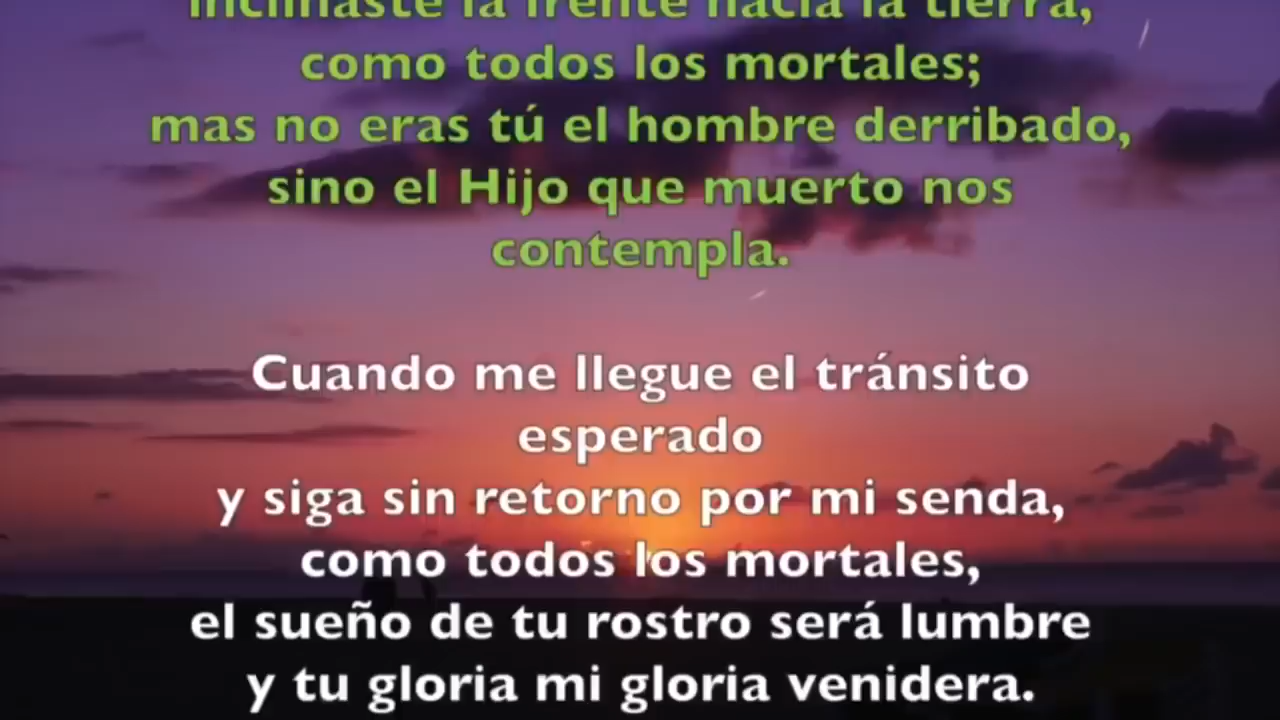 inclinaste la frente hacia la tierra,
como todos los mortales;
mas no eras tú el hombre derribado,
sino el Hijo que muerto nos
contempla.
Cuando me llegue el tránsito
esperado
y siga sin retorno por mi senda,
como todos los mortales,
el sueño de tu rostro será lumbre
y tu gloria mi gloria venidera.